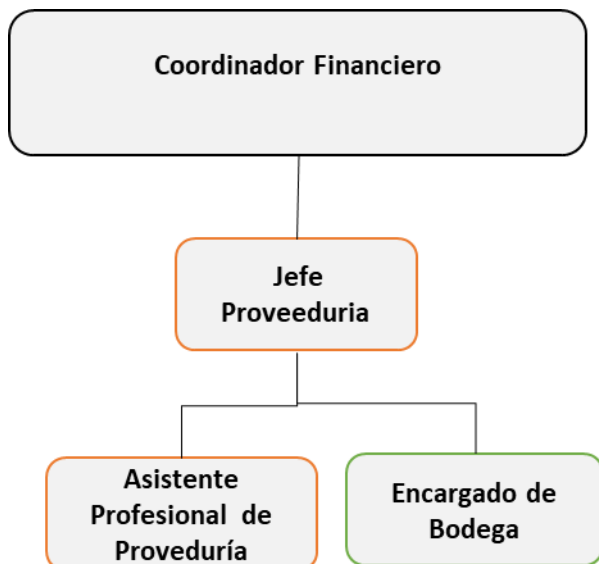 Coordinador Financiero
Jefe
Proveeduria
Asistente
Profesional de
Proveduría
Encargado de
Bodega